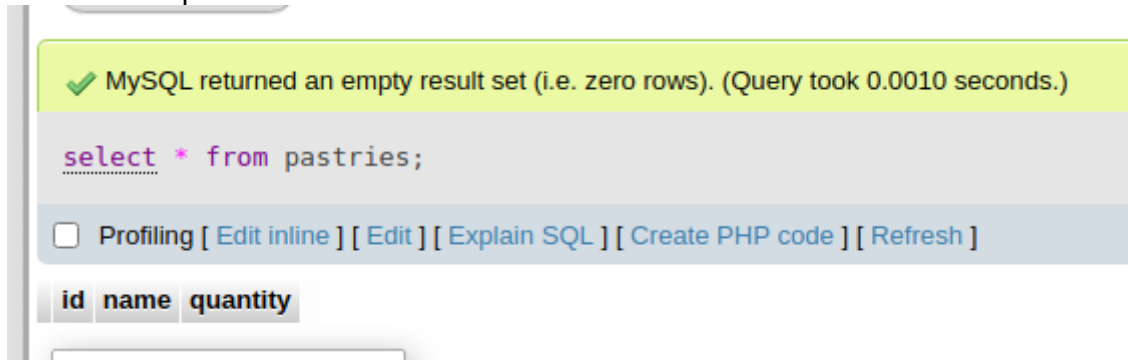 MySQL returned an empty result set (i.e. zero rows). (Query took 0.0010 seconds.)
select * from pastries;
Profiling [ Edit inline ] [ Edit ] [ Explain SQL ] [ Create PHP code ] [ Refresh ]
id name quantity